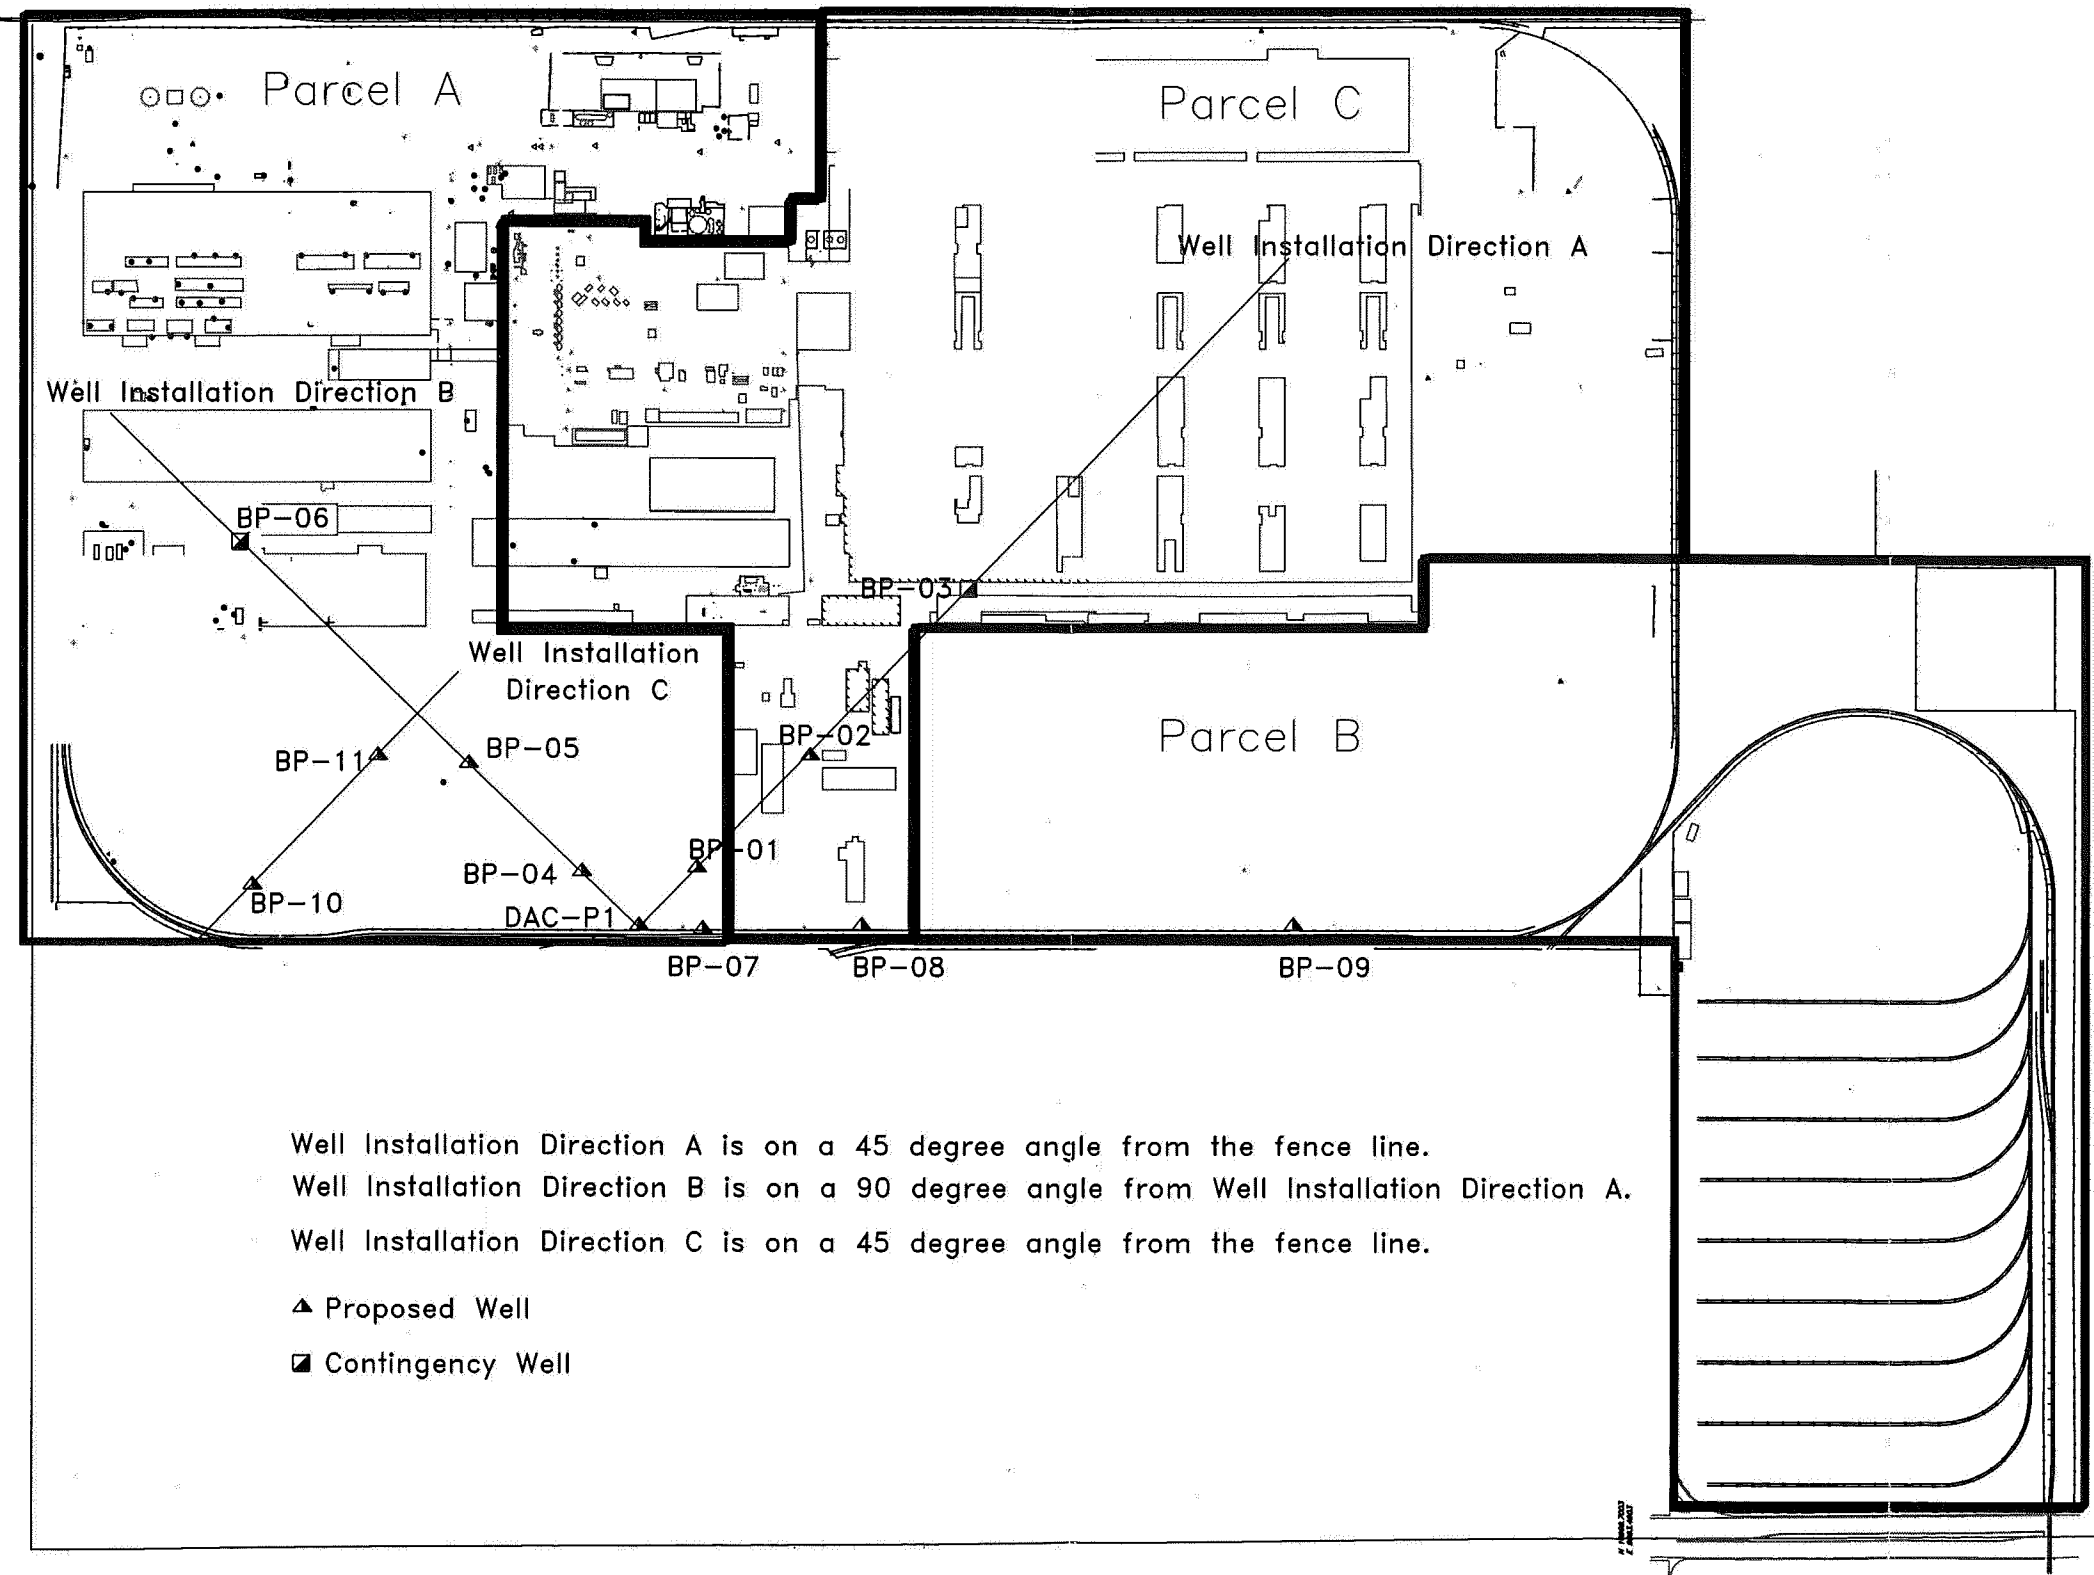 Parcel A
Parcel C
Well Installation Direction A
Well Installation Direction B
BP-06
BP-03
Well Installation
Direction C
Parcel B
BP-02
BP-05
BP-11
BP-01
BP-04
BP-10
DAC-P1
BP-07
BP-08
BP-09
Well Installation Direction A is on a 45 degree angle from the fence line.
Well Installation Direction B is on a 90 degree angle from Well Installation Direction A.
Well Installation Direction C is on a 45 degree angle from the fence line.
Proposed Well
Contingency Well